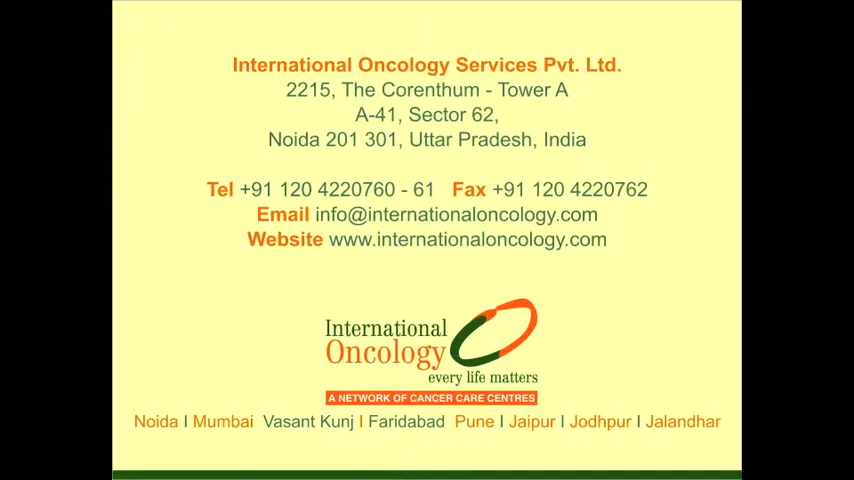 International Oncology Services Pvt. Ltd.
2215, The Corenthum - Tower A
A-41, Sector 62,
Noida 201 301, Uttar Pradesh, India
Tel +91 120 4220760 - 61 Fax +91 120 4220762
Email info@internationaloncology.com
Website www.internationaloncology.com
International
Oncology
every life matters
A NETWORK OF CANCER CARE CENTRES
Noida I Mumbai Vasant Kunj I Faridabad Pune I Jaipur I Jodhpur I Jalandhar